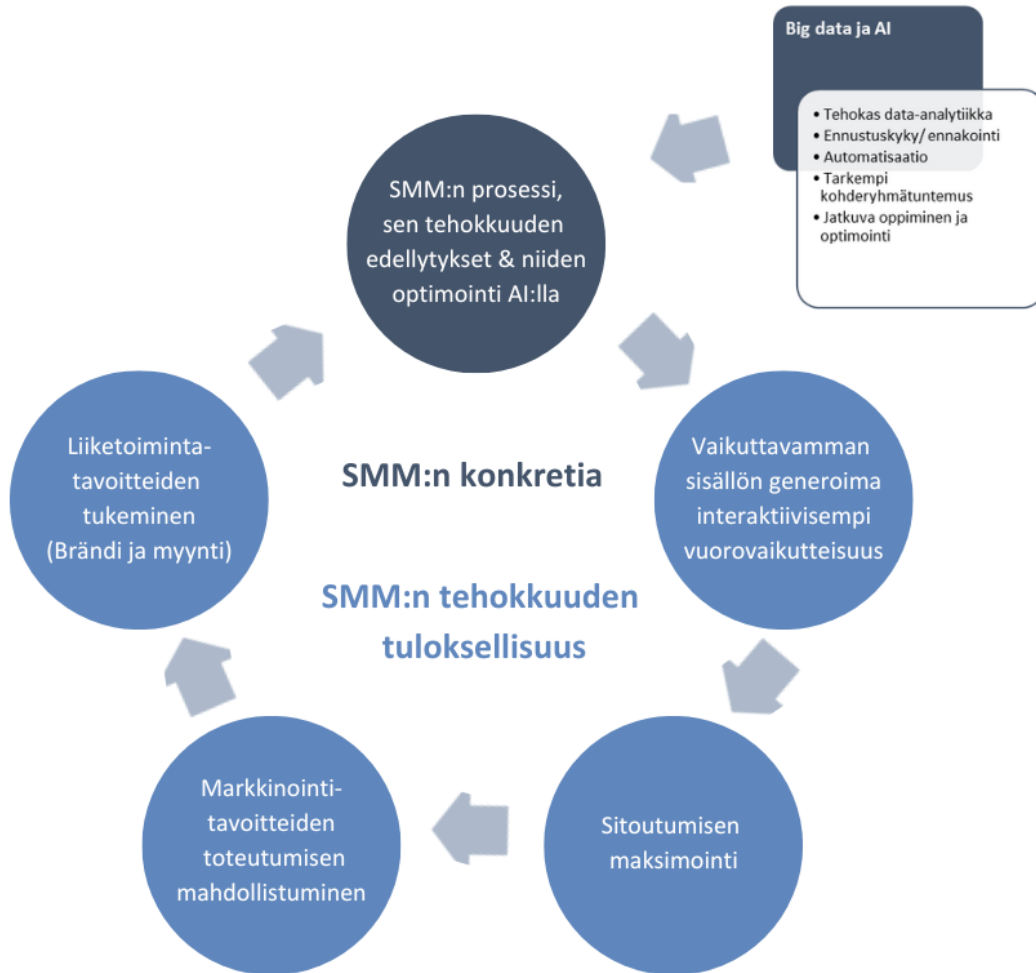 Big data ja AI
• Tehokas data-analytiikka
• Ennustuskyky/ ennakointi
• Automatisaatio
• Tarkempi
kohderyhmätuntemus
• Jatkuva oppiminen ja
optimointi
SMM:n prosessi,
sen tehokkuuden
edellytykset & niiden
optimointi AI:lla
Vaikuttavamman
sisällön generoima
interaktiivisempi
vuorovaikutteisuus
Sitoutumisen
maksimointi
Markkinointi-
tavoitteiden
toteutumisen
mahdollistuminen
Liiketoiminta-
tavoitteiden
tukeminen
(Brändi ja myynti)
SMM:n konkretia
SMM:n tehokkuuden
tuloksellisuus